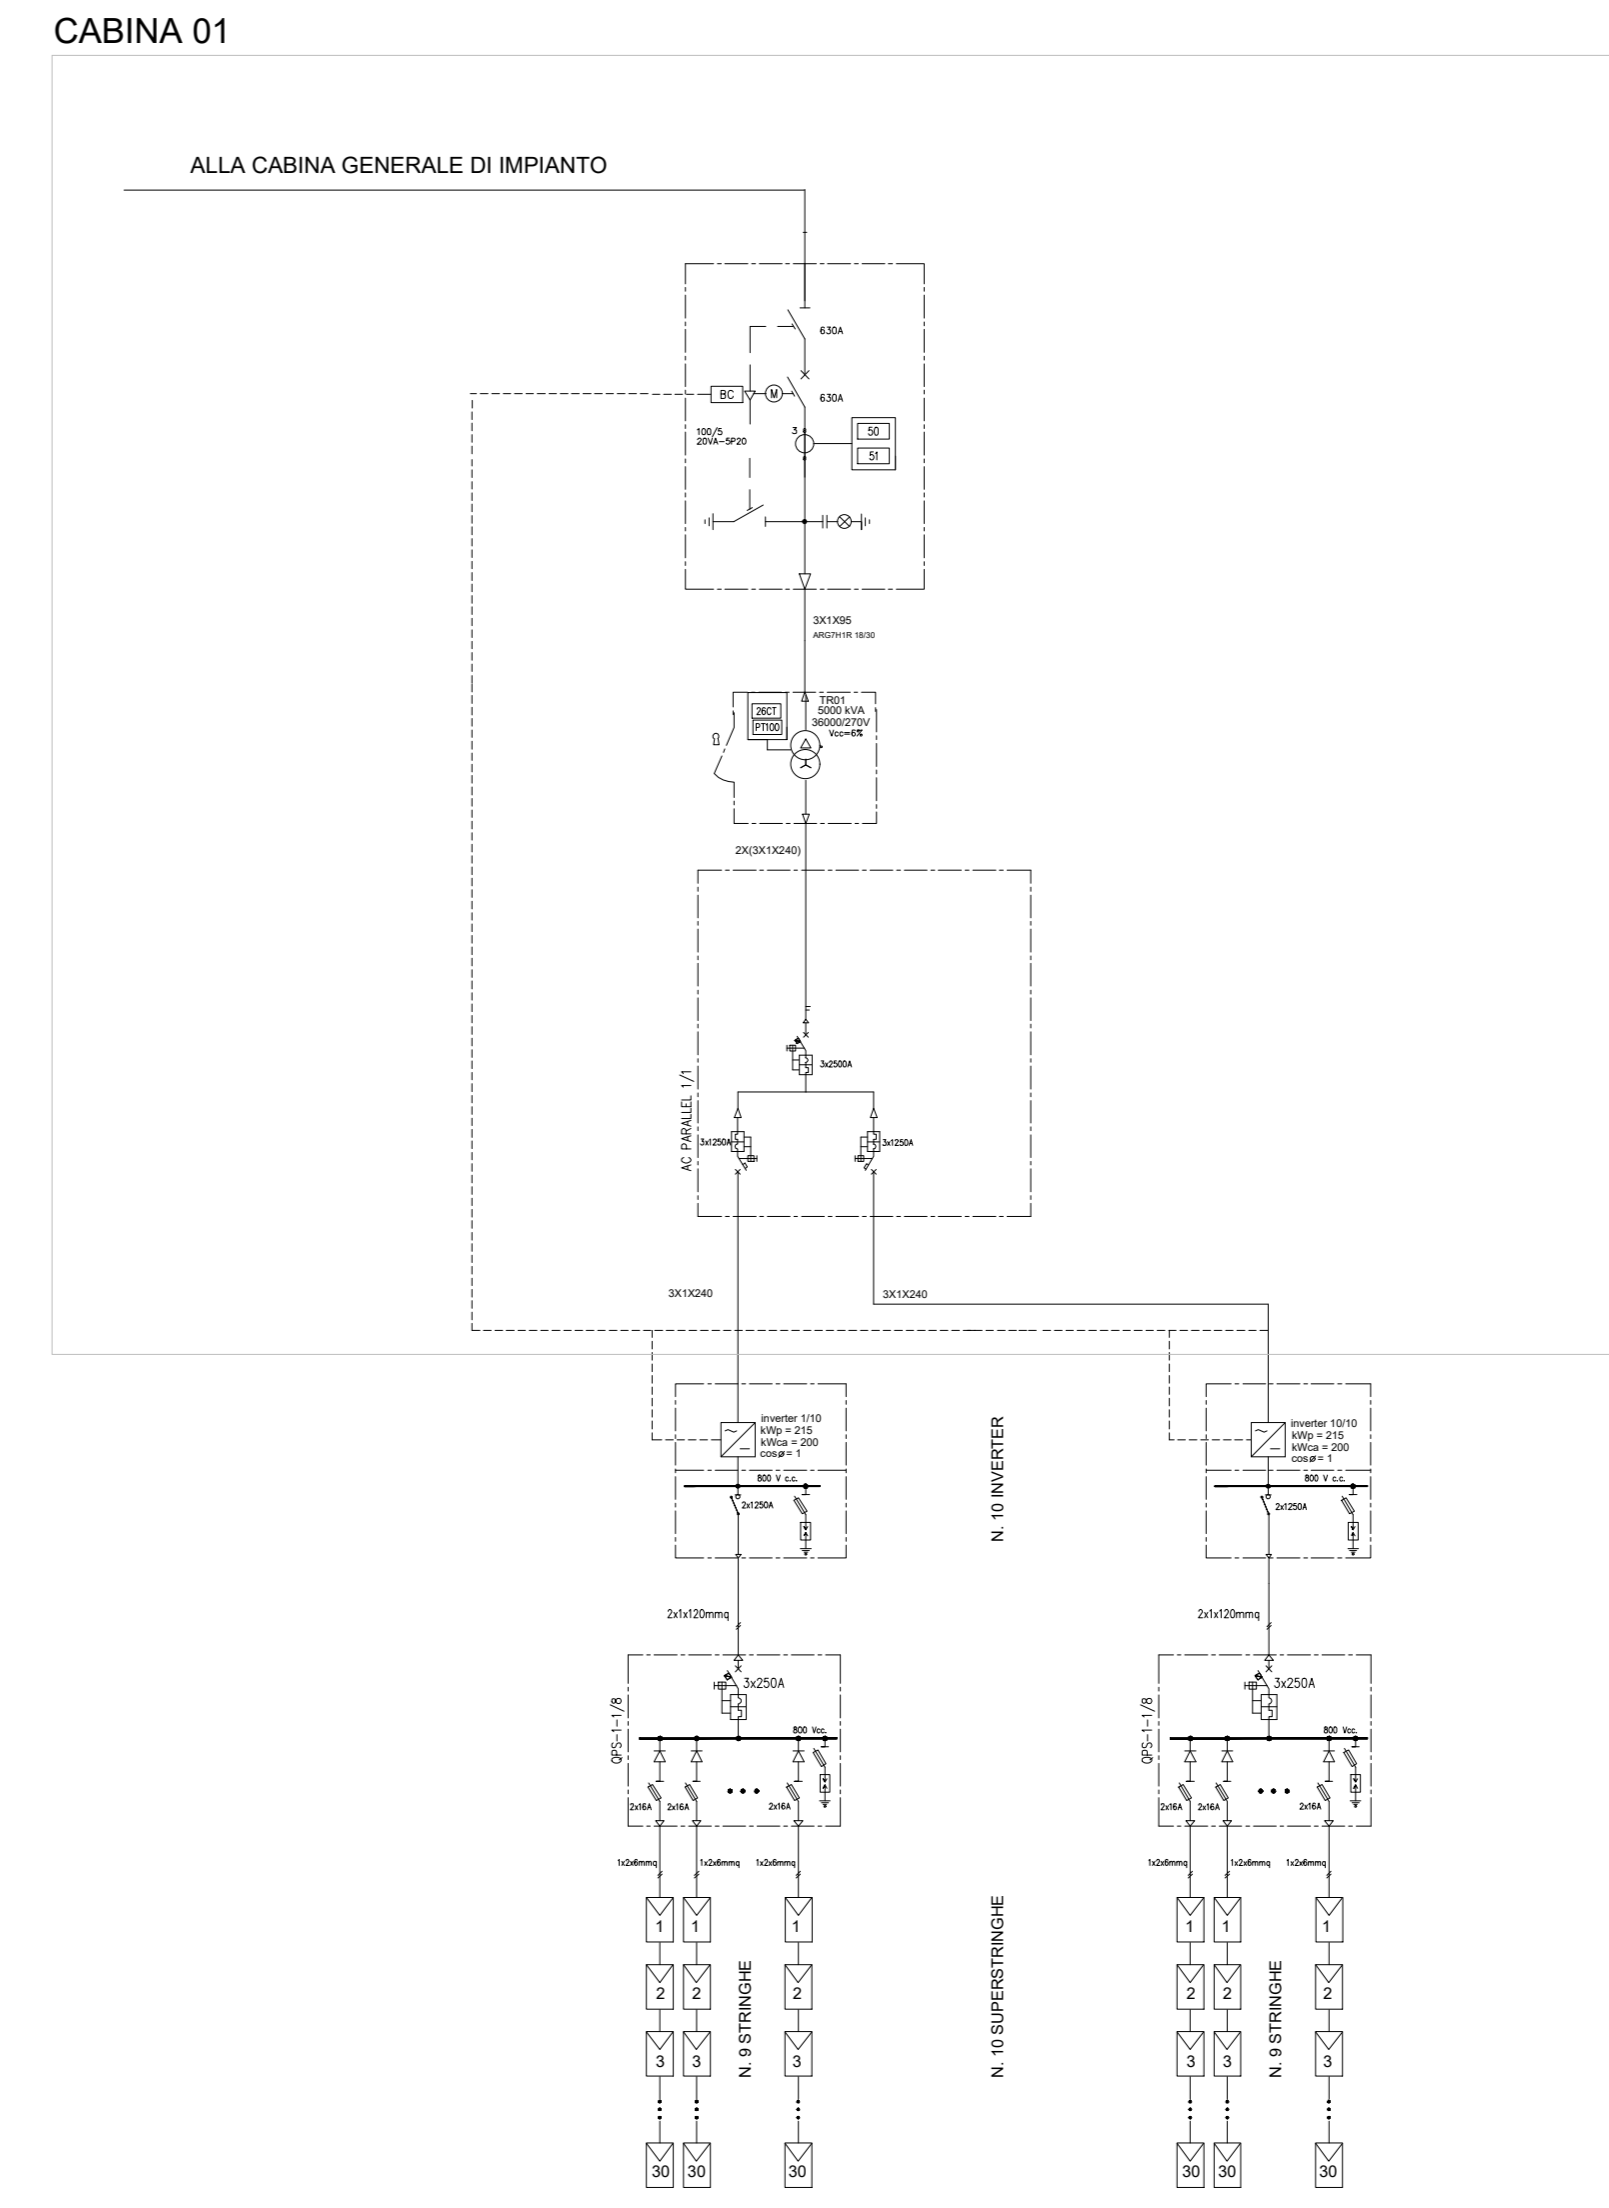 CABINA 01
ALLA CABINA GENERALE DI IMPIANTO
630A
BC
M
630A
100/5
20VA-5P20
3
50
51
3X1X95
ARG7H1R 18/30
26CT
PT100
TR01
5000 kVA
36000/270V
Vcc=6%
2X(3X1X240)
AC PARALLEL 1/1
3x2500A
3x1250A
3x1250A
3X1X240
3X1X240
inverter 1/10
kWp = 215
kWca = 200
cosø= 1
800 V c.c.
2x1250A
N. 10 INVERTER
inverter 10/10
kWp = 215
kWca = 200
cosø= 1
800 V c.c.
2x1250A
2x1x120mmq
2x1x120mmq
QPS-1-1/8
3x250A
800 Vcc.
2x16A
2x16A
2x16A
QPS-1-1/8
3x250A
800 Vcc.
2x16A
2x16A
2x16A
1x2x6mmq
1x2x6mmq
1x2x6mmq
1x2x6mmq
1x2x6mmq
1x2x6mmq
1 1 1 1 1 1
2 2 2 2 2 2
3 3 3 3 3 3
30 30 30 30 30 30
N. 9 STRINGHE
N. 10 SUPERSTRINGHE
N. 9 STRINGHE